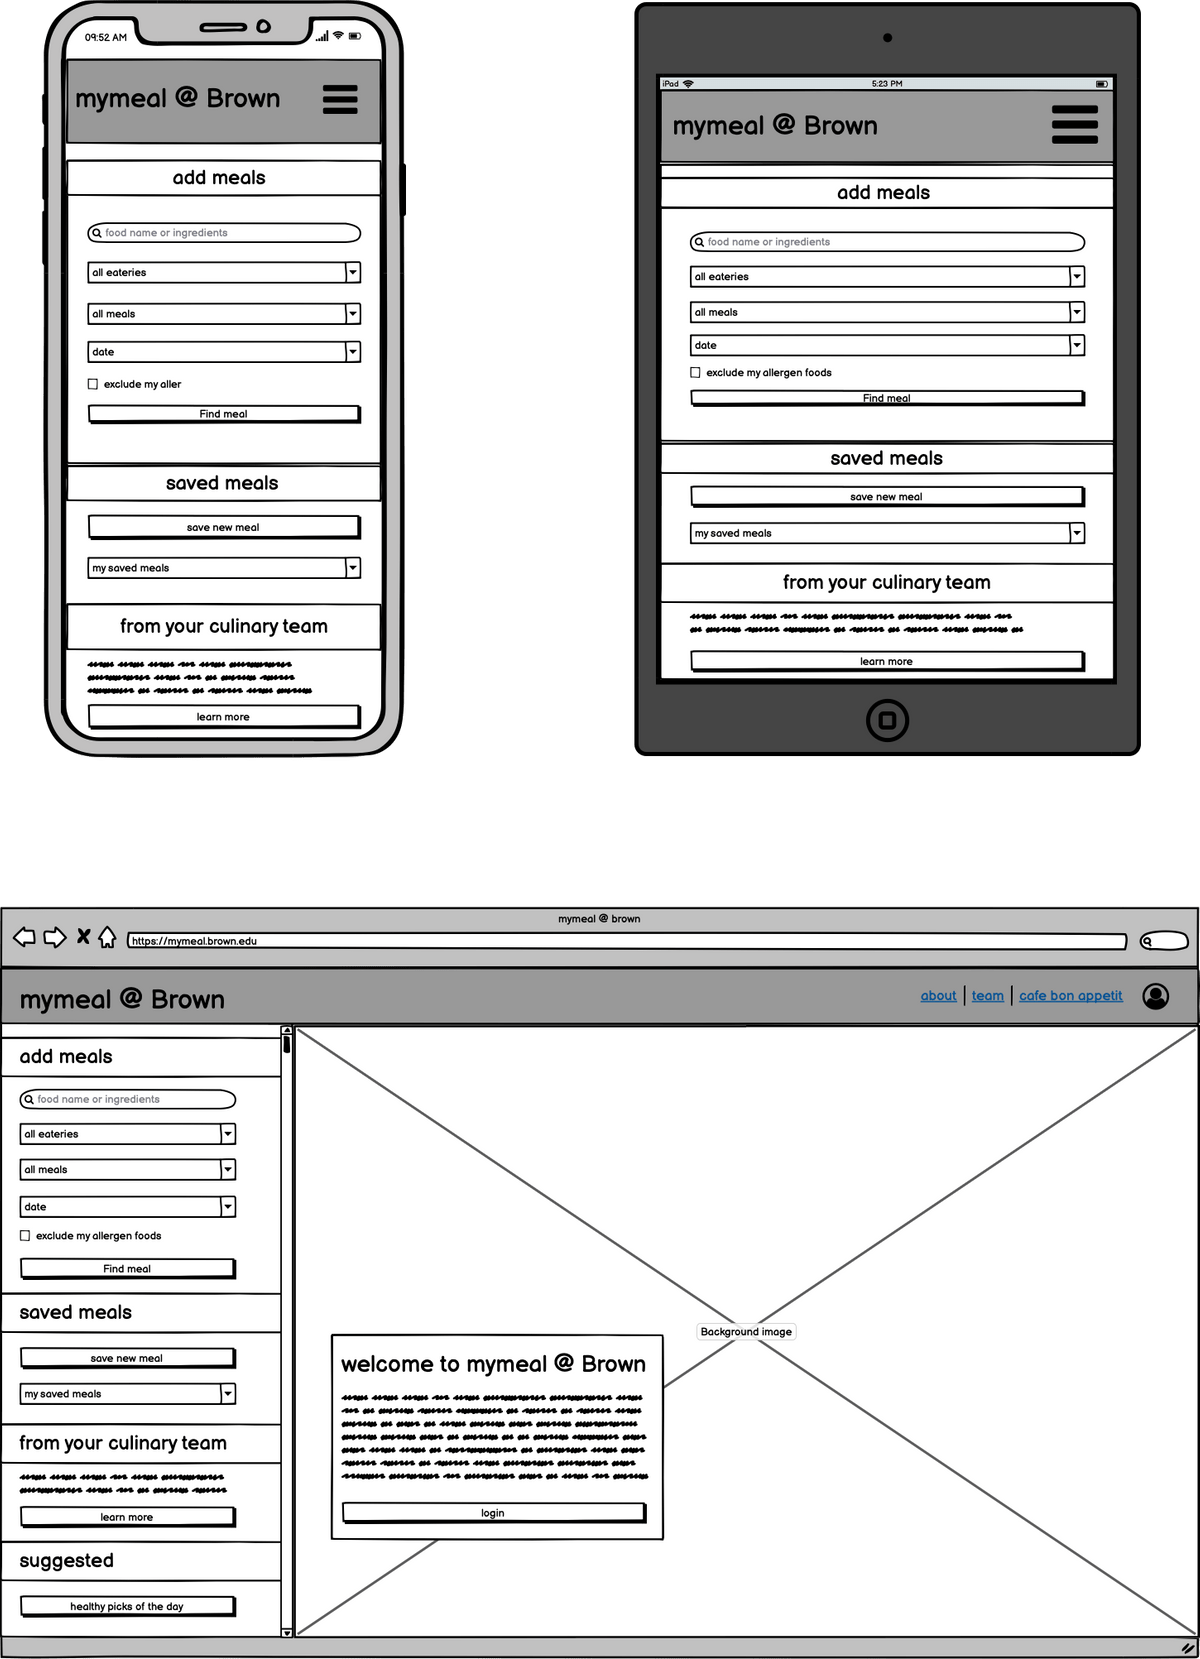 09:52 AM
mymeal @ Brown
add meals
food name or ingredients
all eateries
all meals
date
exclude my aller
Find meal
saved meals
save new meal
my saved meals
from your culinary team
learn more
iPad
5:23 PM
mymeal @ Brown
add meals
food name or ingredients
all eateries
all meals
date
exclude my allergen foods
Find meal
saved meals
save new meal
my saved meals
from your culinary team
learn more
mymeal @ brown
https://mymeal.brown.edu
mymeal @ Brown
about team cafe bon appetit
add meals
food name or ingredients
all eateries
all meals
date
exclude my allergen foods
Find meal
saved meals
save new meal
my saved meals
from your culinary team
learn more
suggested
healthy picks of the day
Background image
welcome to mymeal @ Brown
login